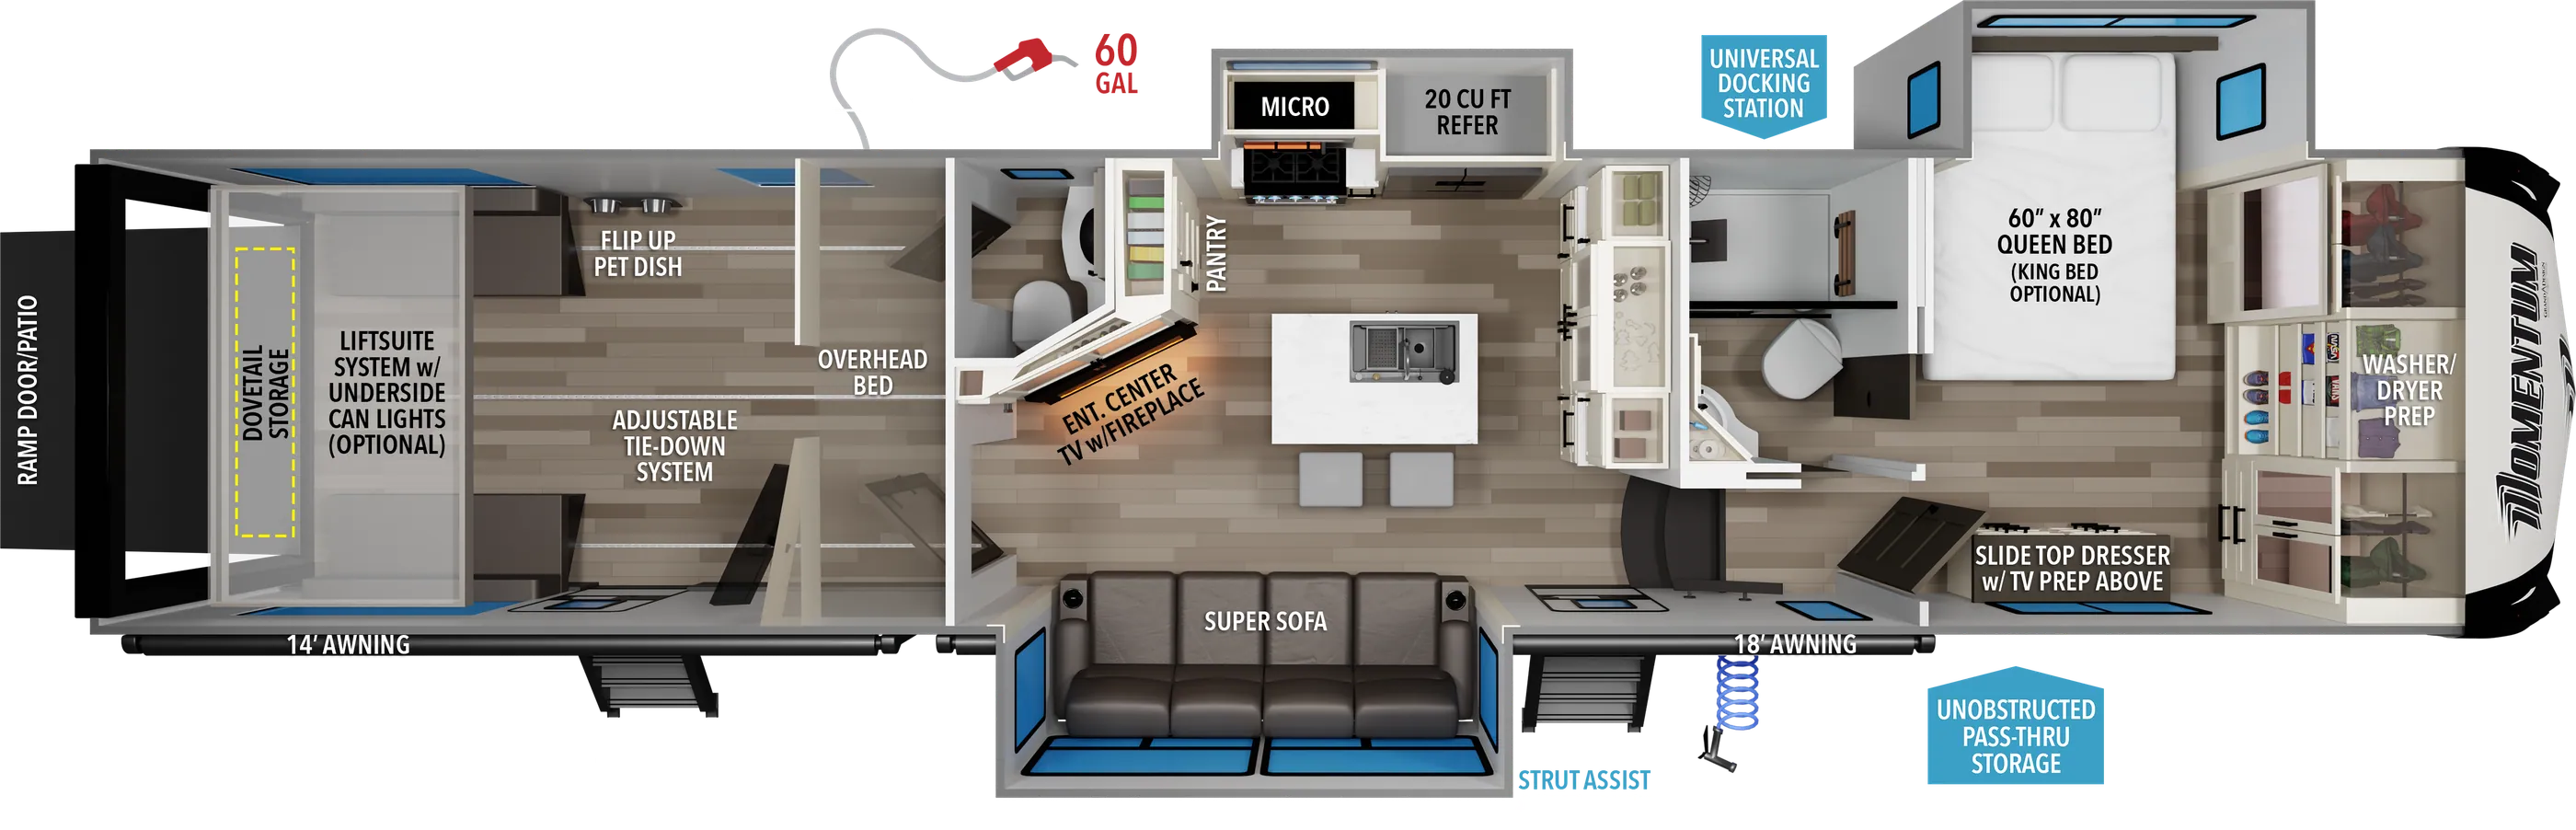 60
GAL
UNIVERSAL
DOCKING
STATION
MICRO
20 CU FT
REFER
RAMP DOOR/PATIO
DOVETAIL
STORAGE
LIFTSUITE
SYSTEM w/
UNDERSIDE
CAN LIGHTS
(OPTIONAL)
FLIP UP
PET DISH
ADJUSTABLE
TIE-DOWN
SYSTEM
OVERHEAD
BED
PANTRY
ENT. CENTER
TV w/FIREPLACE
60” x 80”
QUEEN BED
(KING BED
OPTIONAL)
WASHER/
DRYER
PREP
MOMENTUM
SLIDE TOP DRESSER
w/ TV PREP ABOVE
SUPER SOFA
14’ AWNING
18’ AWNING
STRUT ASSIST
UNOBSTRUCTED
PASS-THRU
STORAGE